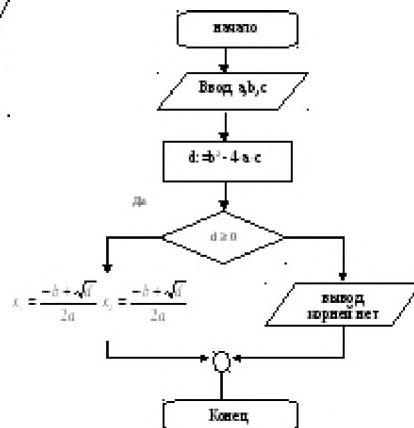 начало
Ввод a,b,c
d:=b²- 4 a c
Да
d ≥ 0
x₁ = (-b + √d) / 2a x₂ = (-b + √d) / 2a
вывод
корней нет
Конец